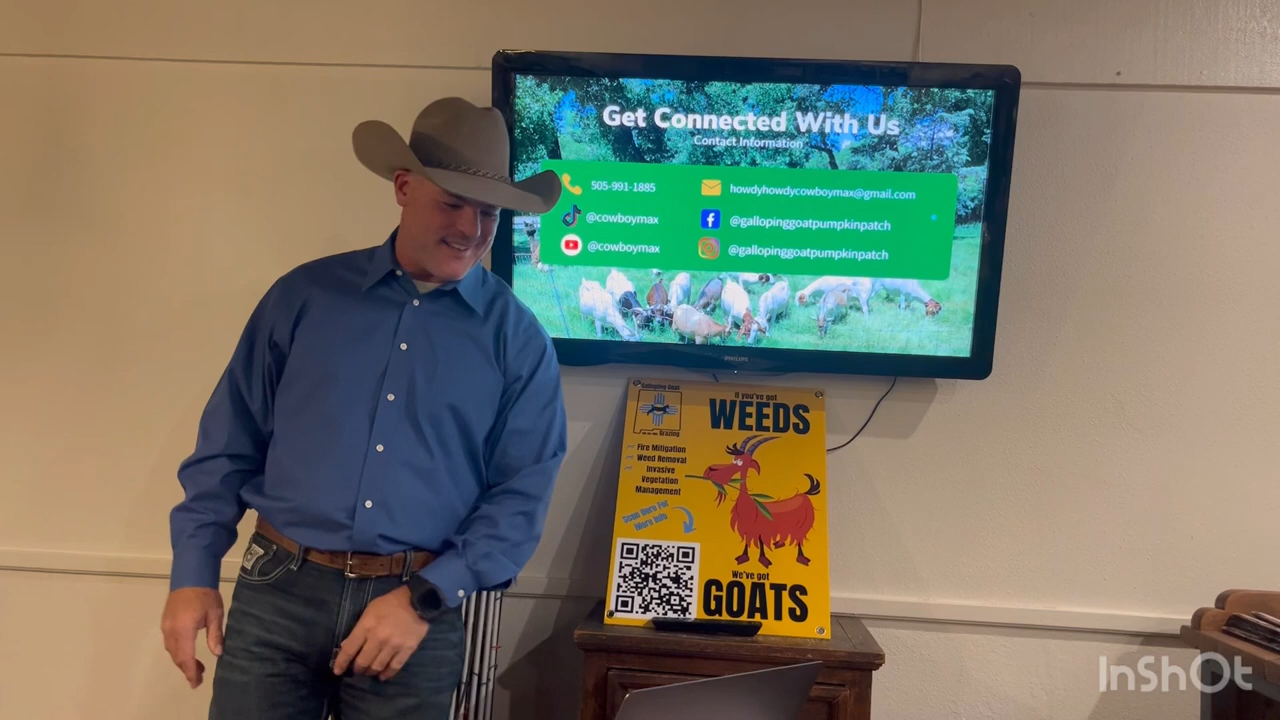 Get Connected With Us
Contact Information
505-991-1885
howdyhowdycowboymax@gmail.com
@cowboymax
@gallopinggoatpumpkinpatch
@cowboymax
@gallopinggoatpumpkinpatch
PHILIPS
Galloping Goat
Grazing
If you've got
WEEDS
Fire Mitigation
Weed Removal
Invasive
Vegetation
Management
Scan Here For
More Info
We've got
GOATS
InShOt